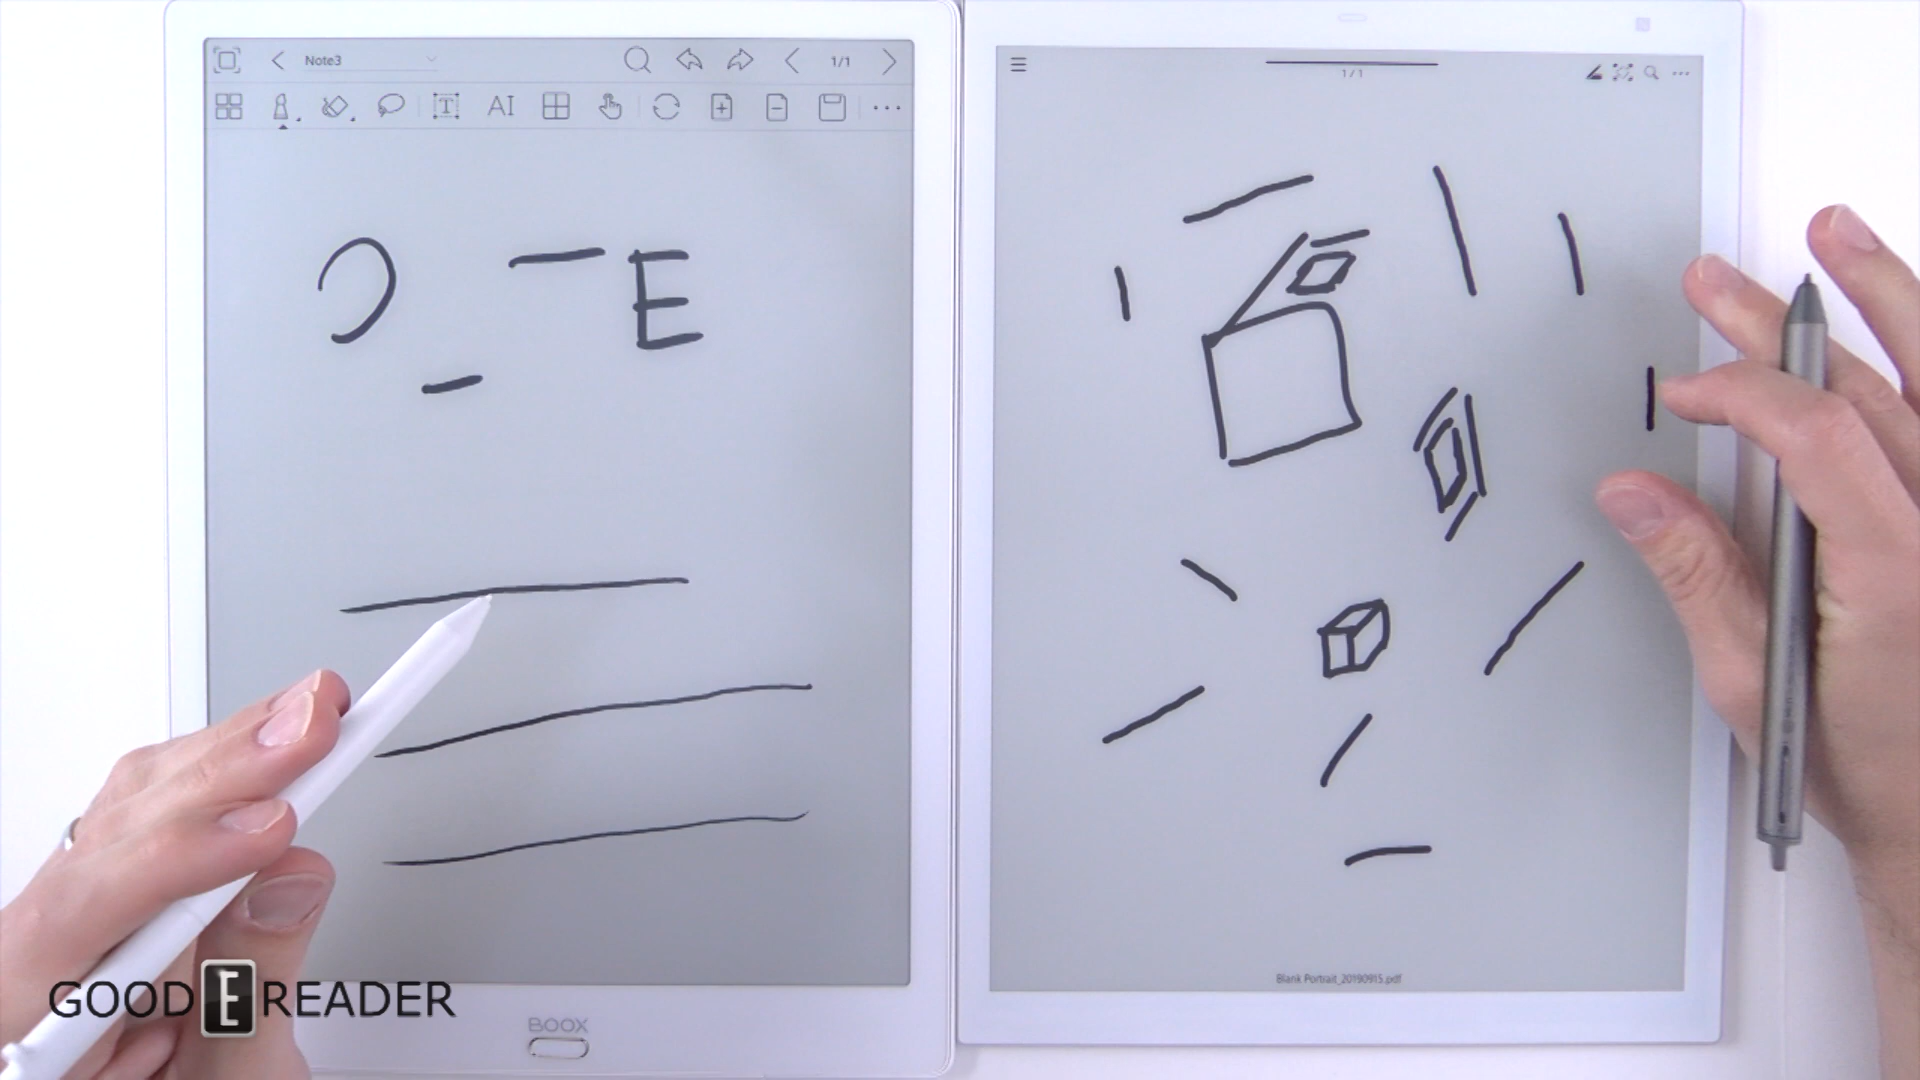 Note3
1/1
T
AI
E
1/1
Blank Portrait_20190915.pdf
BOOX
GOOD E READER